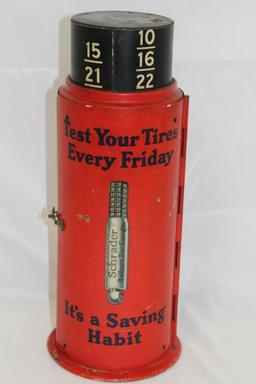 15
21
10
16
22
Test Your Tires
Every Friday
Schrader
It's a Saving
Habit